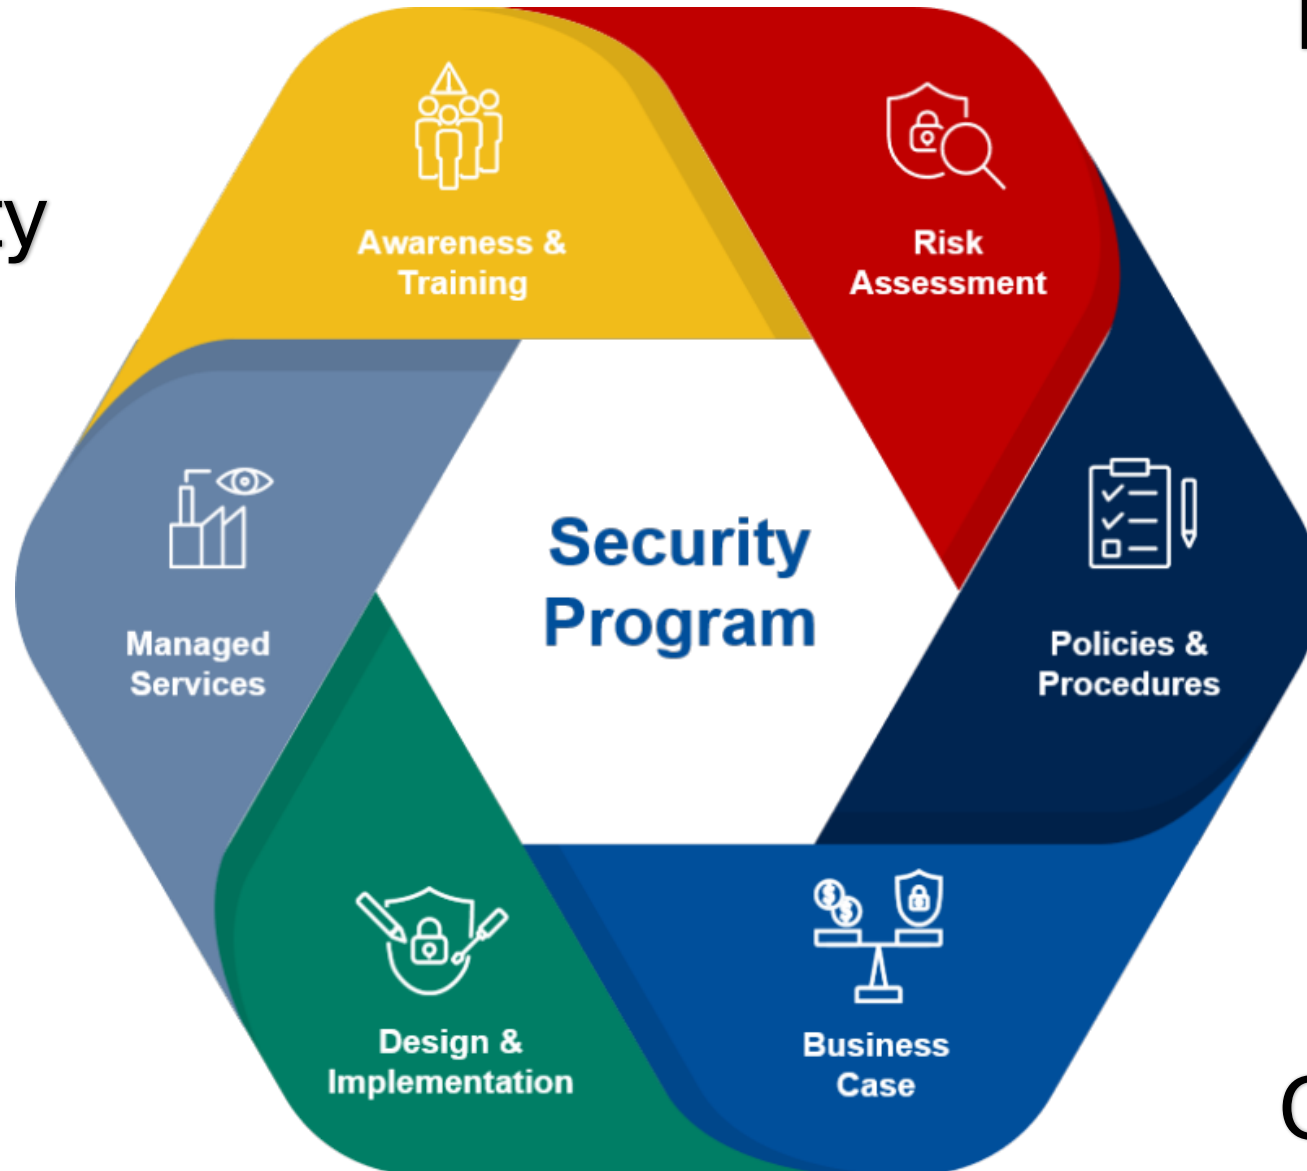 Awareness &
Training
Risk
Assessment
Security
Program
Managed
Services
Policies &
Procedures
Design &
Implementation
Business
Case